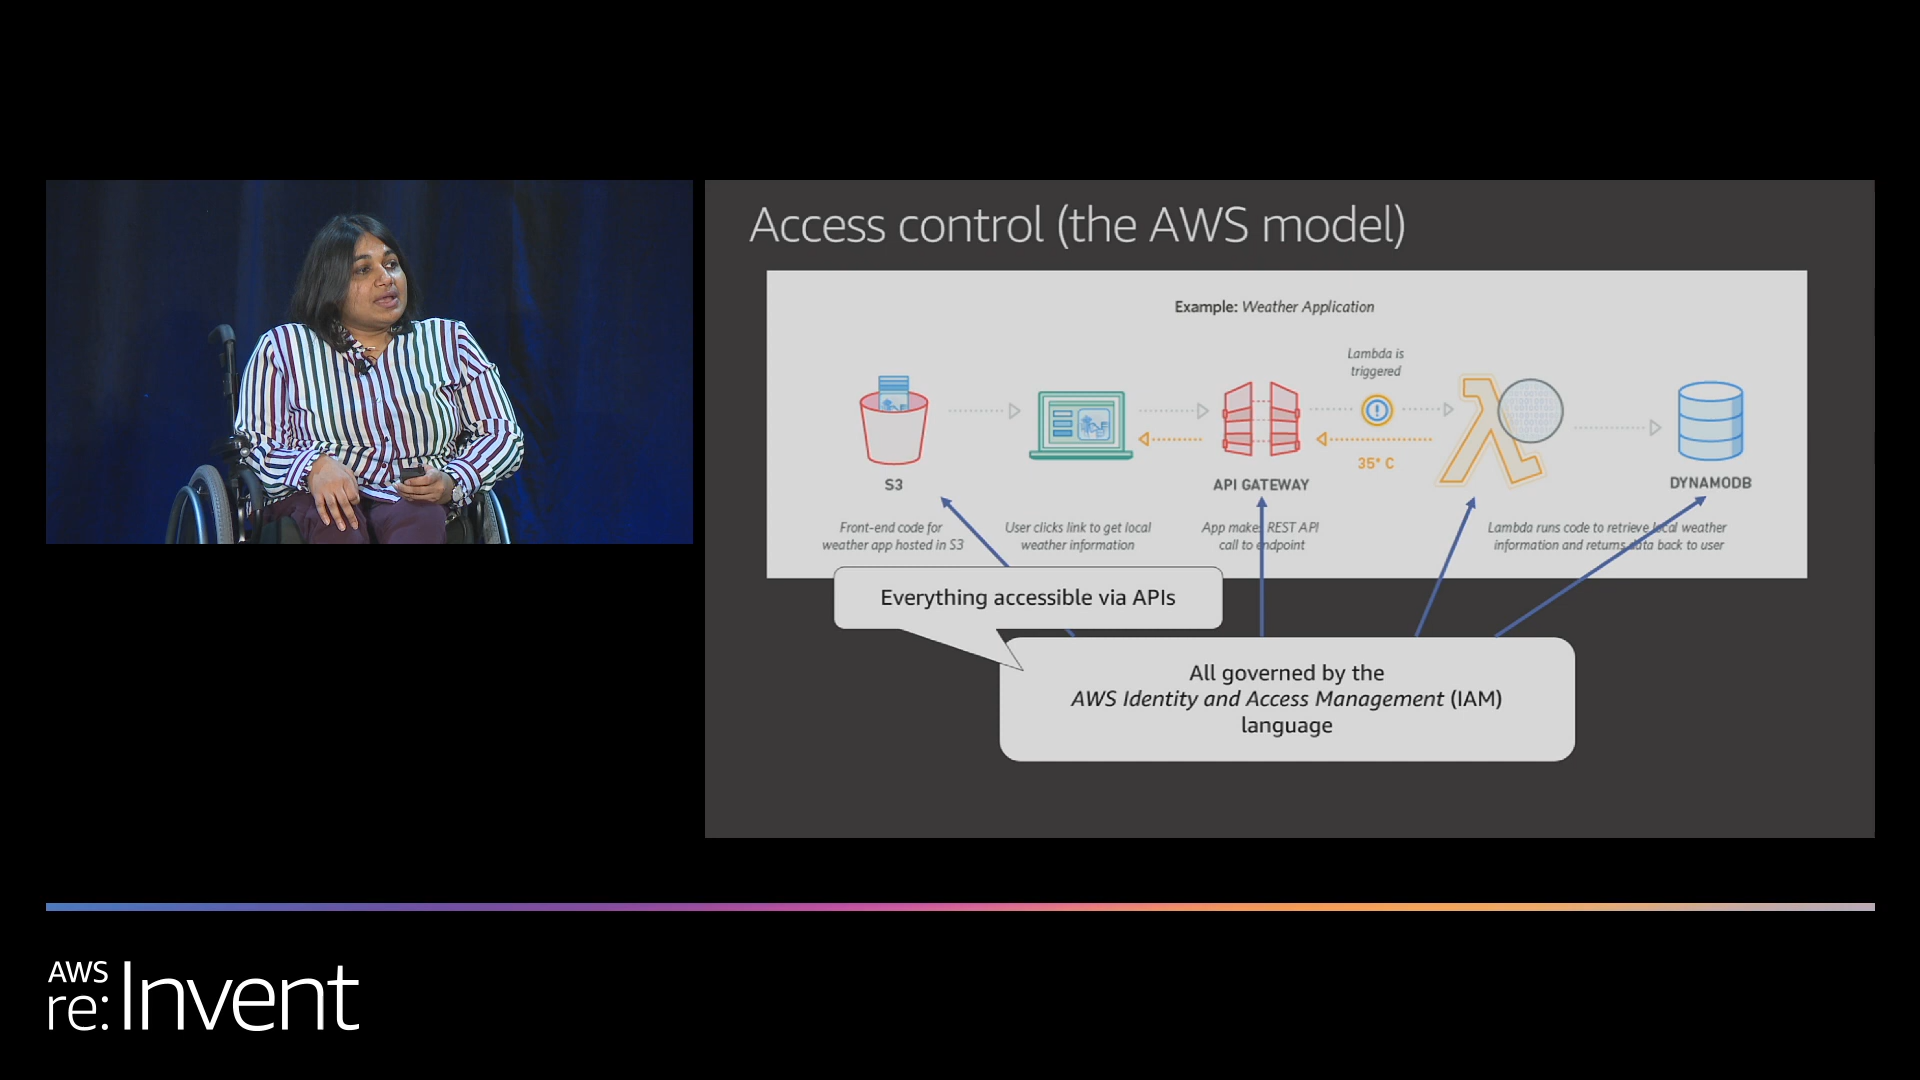 Access control (the AWS model)
Example: Weather Application
Lambda is
triggered
35° C
S3
API GATEWAY
DYNAMODB
Front-end code for
weather app hosted in S3
User clicks link to get local
weather information
App makes REST API
call to endpoint
Lambda runs code to retrieve local weather
information and returns data back to user
Everything accessible via APIs
All governed by the
AWS Identity and Access Management (IAM)
language
AWS
re:Invent